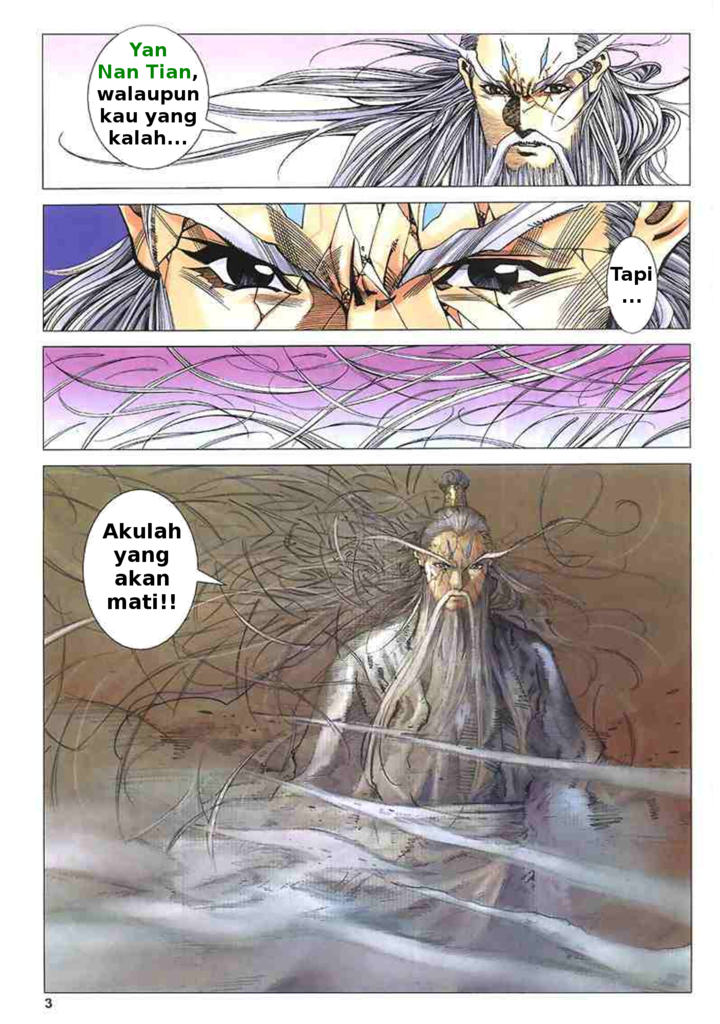 Yan
Nan Tian,
walaupun
kau yang
kalah...
Tapi
...
Akulah
yang
akan
mati!!
3